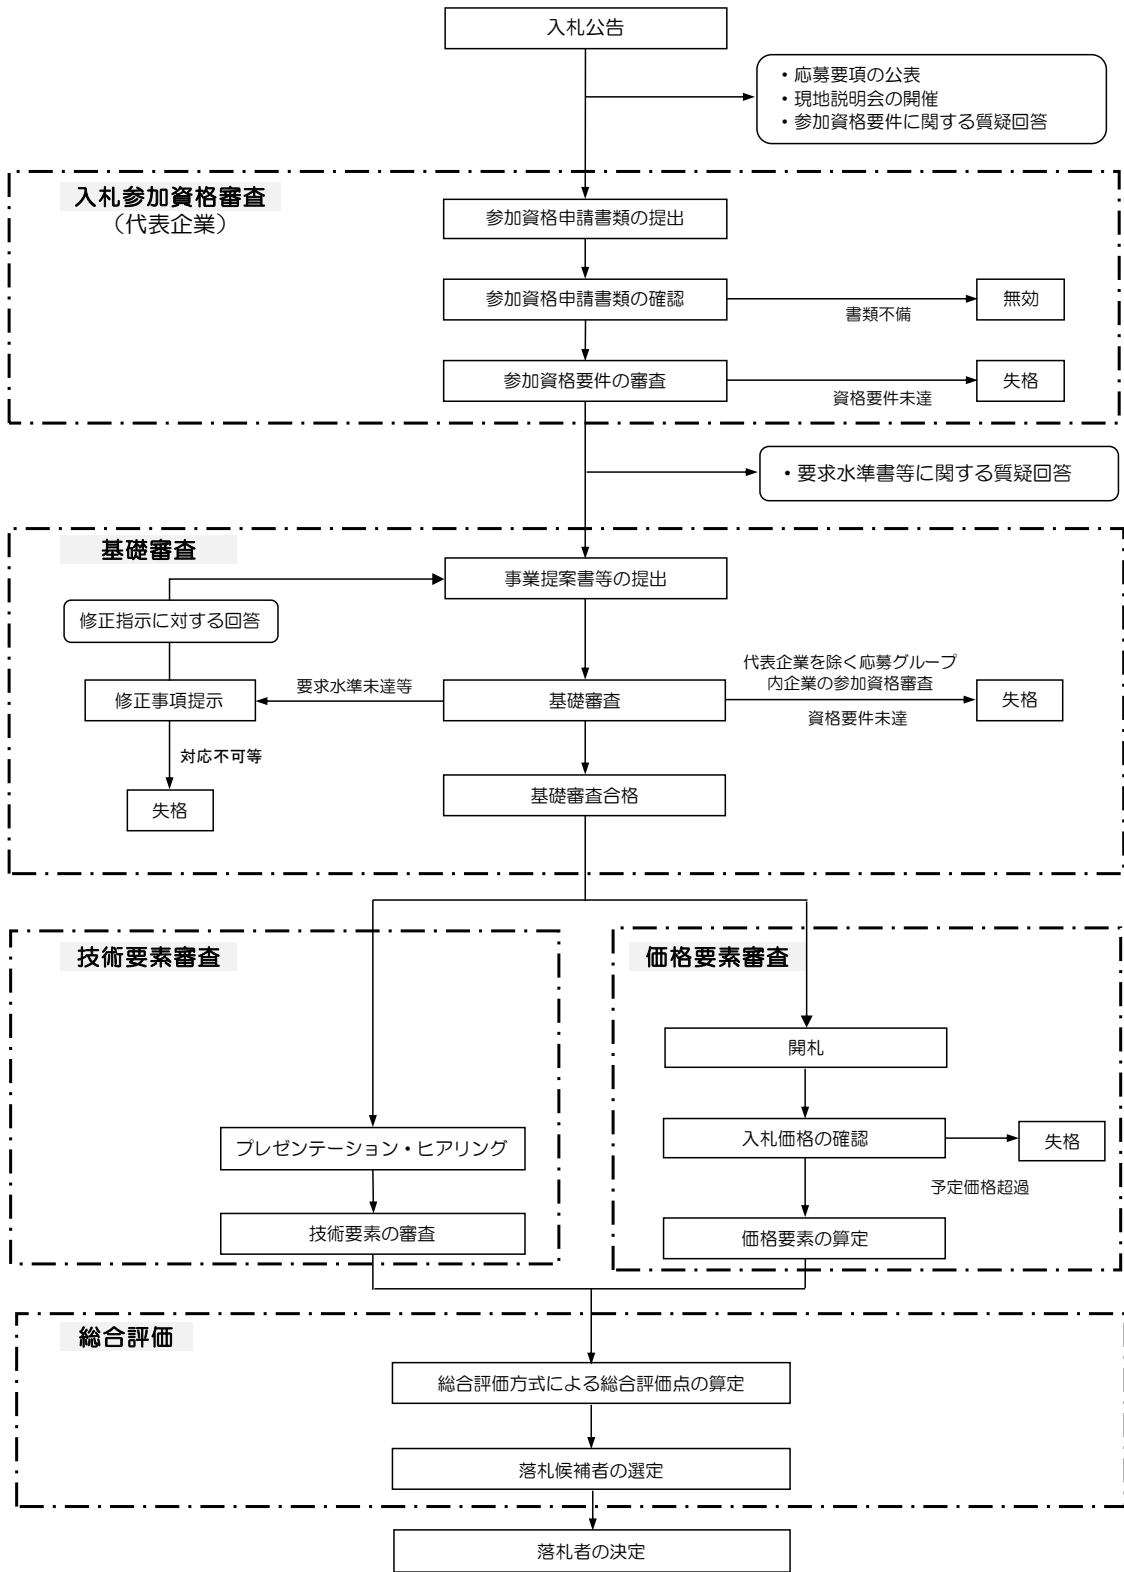 入札公告
・応募要項の公表
・現地説明会の開催
・参加資格要件に関する質疑回答
入札参加資格審査
（代表企業）
参加資格申請書類の提出
参加資格申請書類の確認
書類不備
無効
参加資格要件の審査
資格要件未達
失格
・要求水準書等に関する質疑回答
基礎審査
事業提案書等の提出
修正指示に対する回答
修正事項提示
要求水準未達等
基礎審査
代表企業を除く応募グループ
内企業の参加資格審査
資格要件未達
失格
対応不可等
失格
基礎審査合格
技術要素審査
プレゼンテーション・ヒアリング
技術要素の審査
価格要素審査
開札
入札価格の確認
失格
予定価格超過
価格要素の算定
総合評価
総合評価方式による総合評価点の算定
落札候補者の選定
落札者の決定